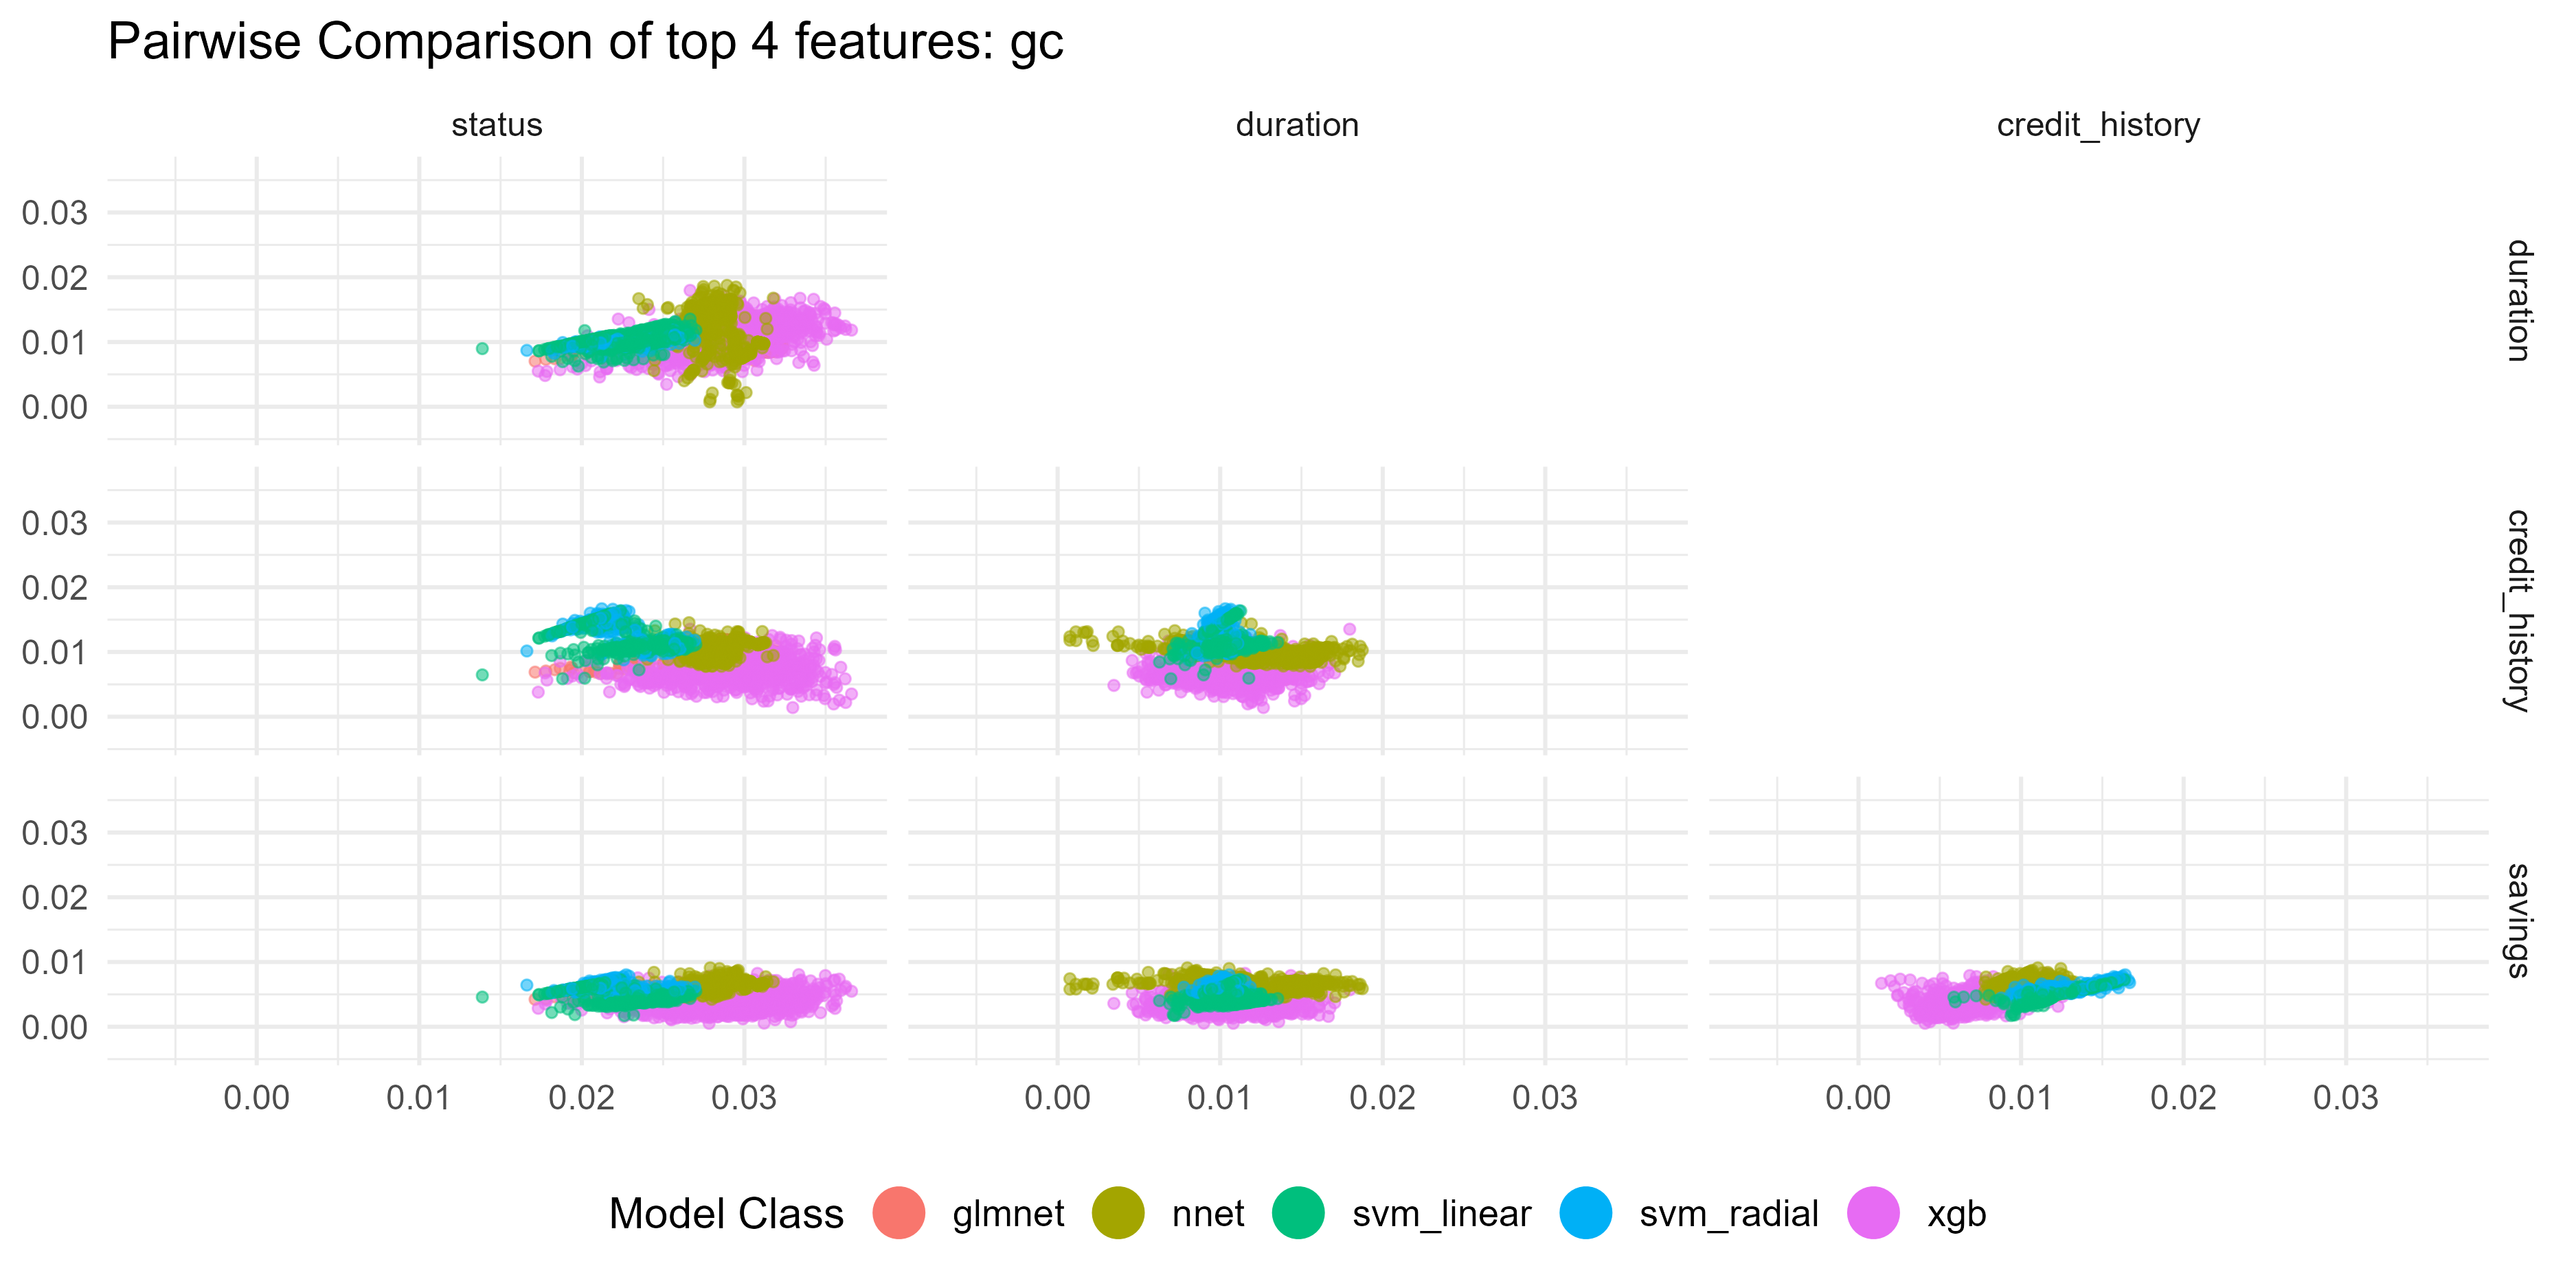 Pairwise Comparison of top 4 features: gc
status duration credit_history
0.03
0.02
0.01
0.00
duration
0.03
0.02
0.01
0.00
credit_history
0.03
0.02
0.01
0.00
savings
0.00 0.01 0.02 0.03 0.00 0.01 0.02 0.03 0.00 0.01 0.02 0.03
Model Class glmnet nnet svm_linear svm_radial xgb